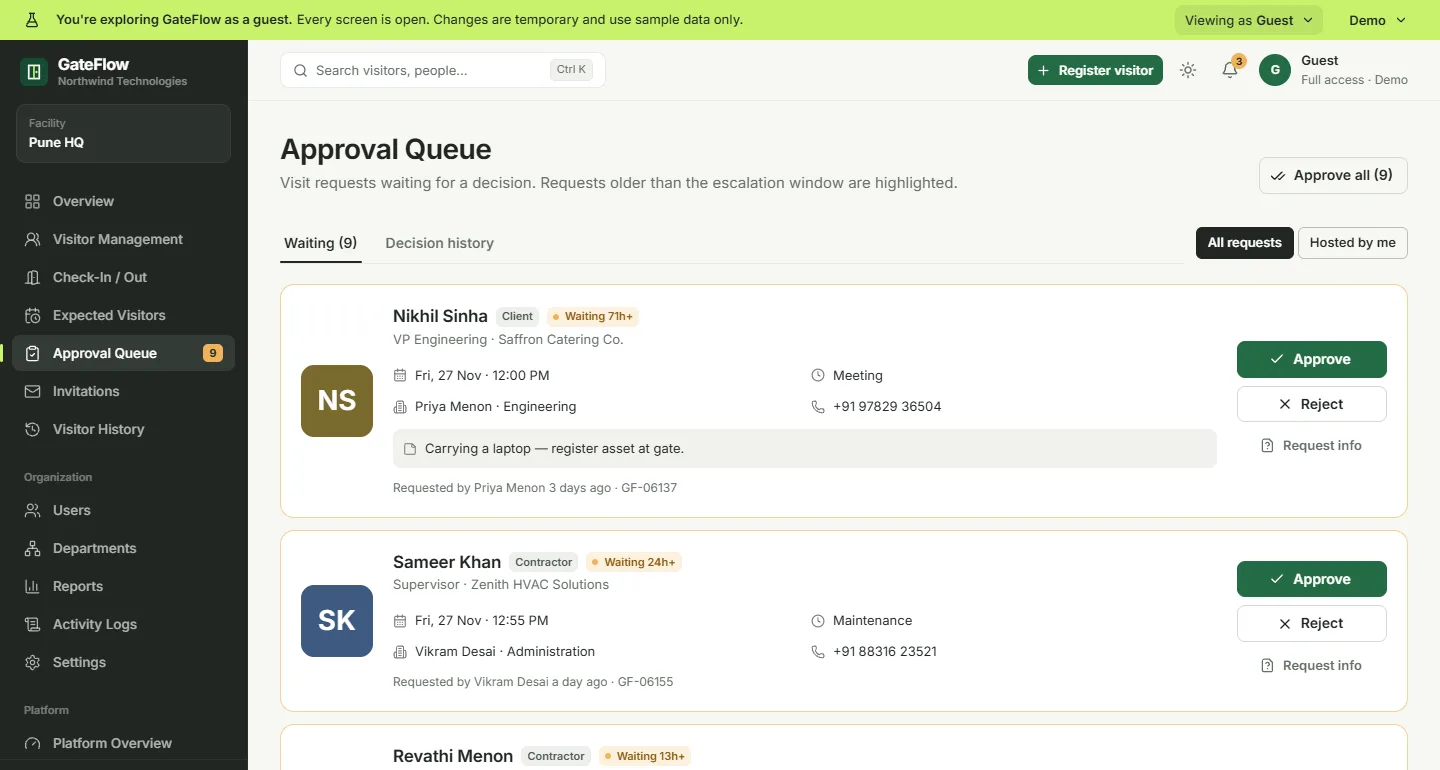 You're exploring GateFlow as a guest. Every screen is open. Changes are temporary and use sample data only.
Viewing as Guest
Demo
GateFlow
Northwind Technologies
Facility
Pune HQ
Overview
Visitor Management
Check-In / Out
Expected Visitors
Approval Queue 9
Invitations
Visitor History
Organization
Users
Departments
Reports
Activity Logs
Settings
Platform
Platform Overview
Search visitors, people... Ctrl K
+ Register visitor
3
G
Guest
Full access · Demo
Approval Queue
Visit requests waiting for a decision. Requests older than the escalation window are highlighted.
Approve all (9)
Waiting (9) Decision history
All requests Hosted by me
NS
Nikhil Sinha Client Waiting 71h+
VP Engineering · Saffron Catering Co.
Fri, 27 Nov · 12:00 PM Meeting
Priya Menon · Engineering +91 97829 36504
Carrying a laptop — register asset at gate.
Requested by Priya Menon 3 days ago · GF-06137
Approve
Reject
Request info
SK
Sameer Khan Contractor Waiting 24h+
Supervisor · Zenith HVAC Solutions
Fri, 27 Nov · 12:55 PM Maintenance
Vikram Desai · Administration +91 88316 23521
Requested by Vikram Desai a day ago · GF-06155
Approve
Reject
Request info
Revathi Menon Contractor Waiting 13h+